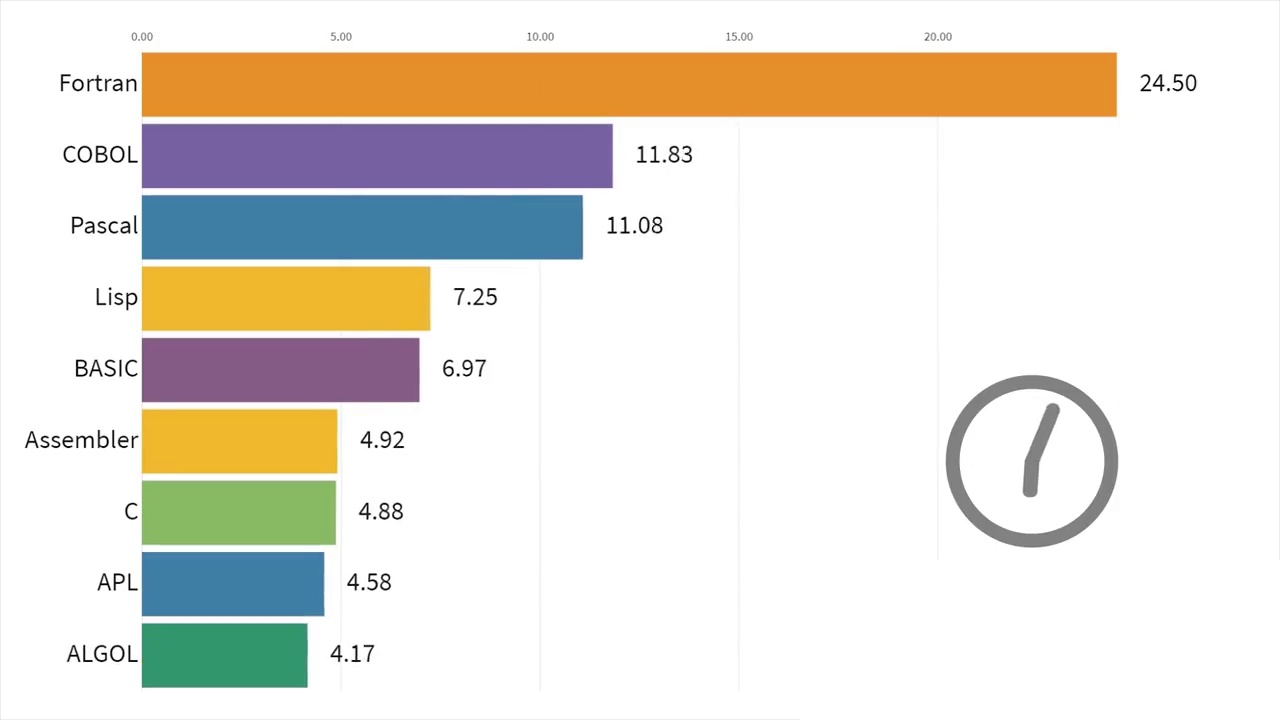 0.00 5.00 10.00 15.00 20.00
Fortran 24.50
COBOL 11.83
Pascal 11.08
Lisp 7.25
BASIC 6.97
Assembler 4.92
C 4.88
APL 4.58
ALGOL 4.17